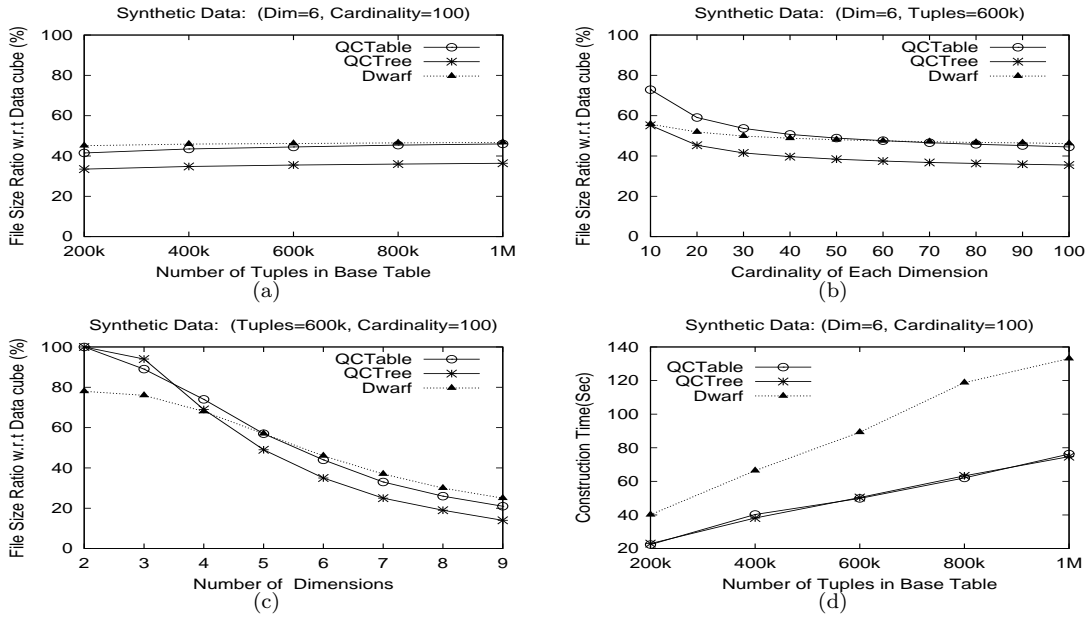 Synthetic Data: (Dim=6, Cardinality=100)
100
80
60
40
20
0
File Size Ratio w.r.t Data cube (%)
QCTable
QCTree
Dwarf
200k 400k 600k 800k 1M
Number of Tuples in Base Table
(a)
Synthetic Data: (Dim=6, Tuples=600k)
100
80
60
40
20
0
File Size Ratio w.r.t Data cube (%)
QCTable
QCTree
Dwarf
10 20 30 40 50 60 70 80 90 100
Cardinality of Each Dimension
(b)
Synthetic Data: (Tuples=600k, Cardinality=100)
100
80
60
40
20
0
File Size Ratio w.r.t Data cube (%)
QCTable
QCTree
Dwarf
2 3 4 5 6 7 8 9
Number of Dimensions
(c)
Synthetic Data: (Dim=6, Cardinality=100)
140
120
100
80
60
40
20
Construction Time(Sec)
QCTable
QCTree
Dwarf
200k 400k 600k 800k 1M
Number of Tuples in Base Table
(d)